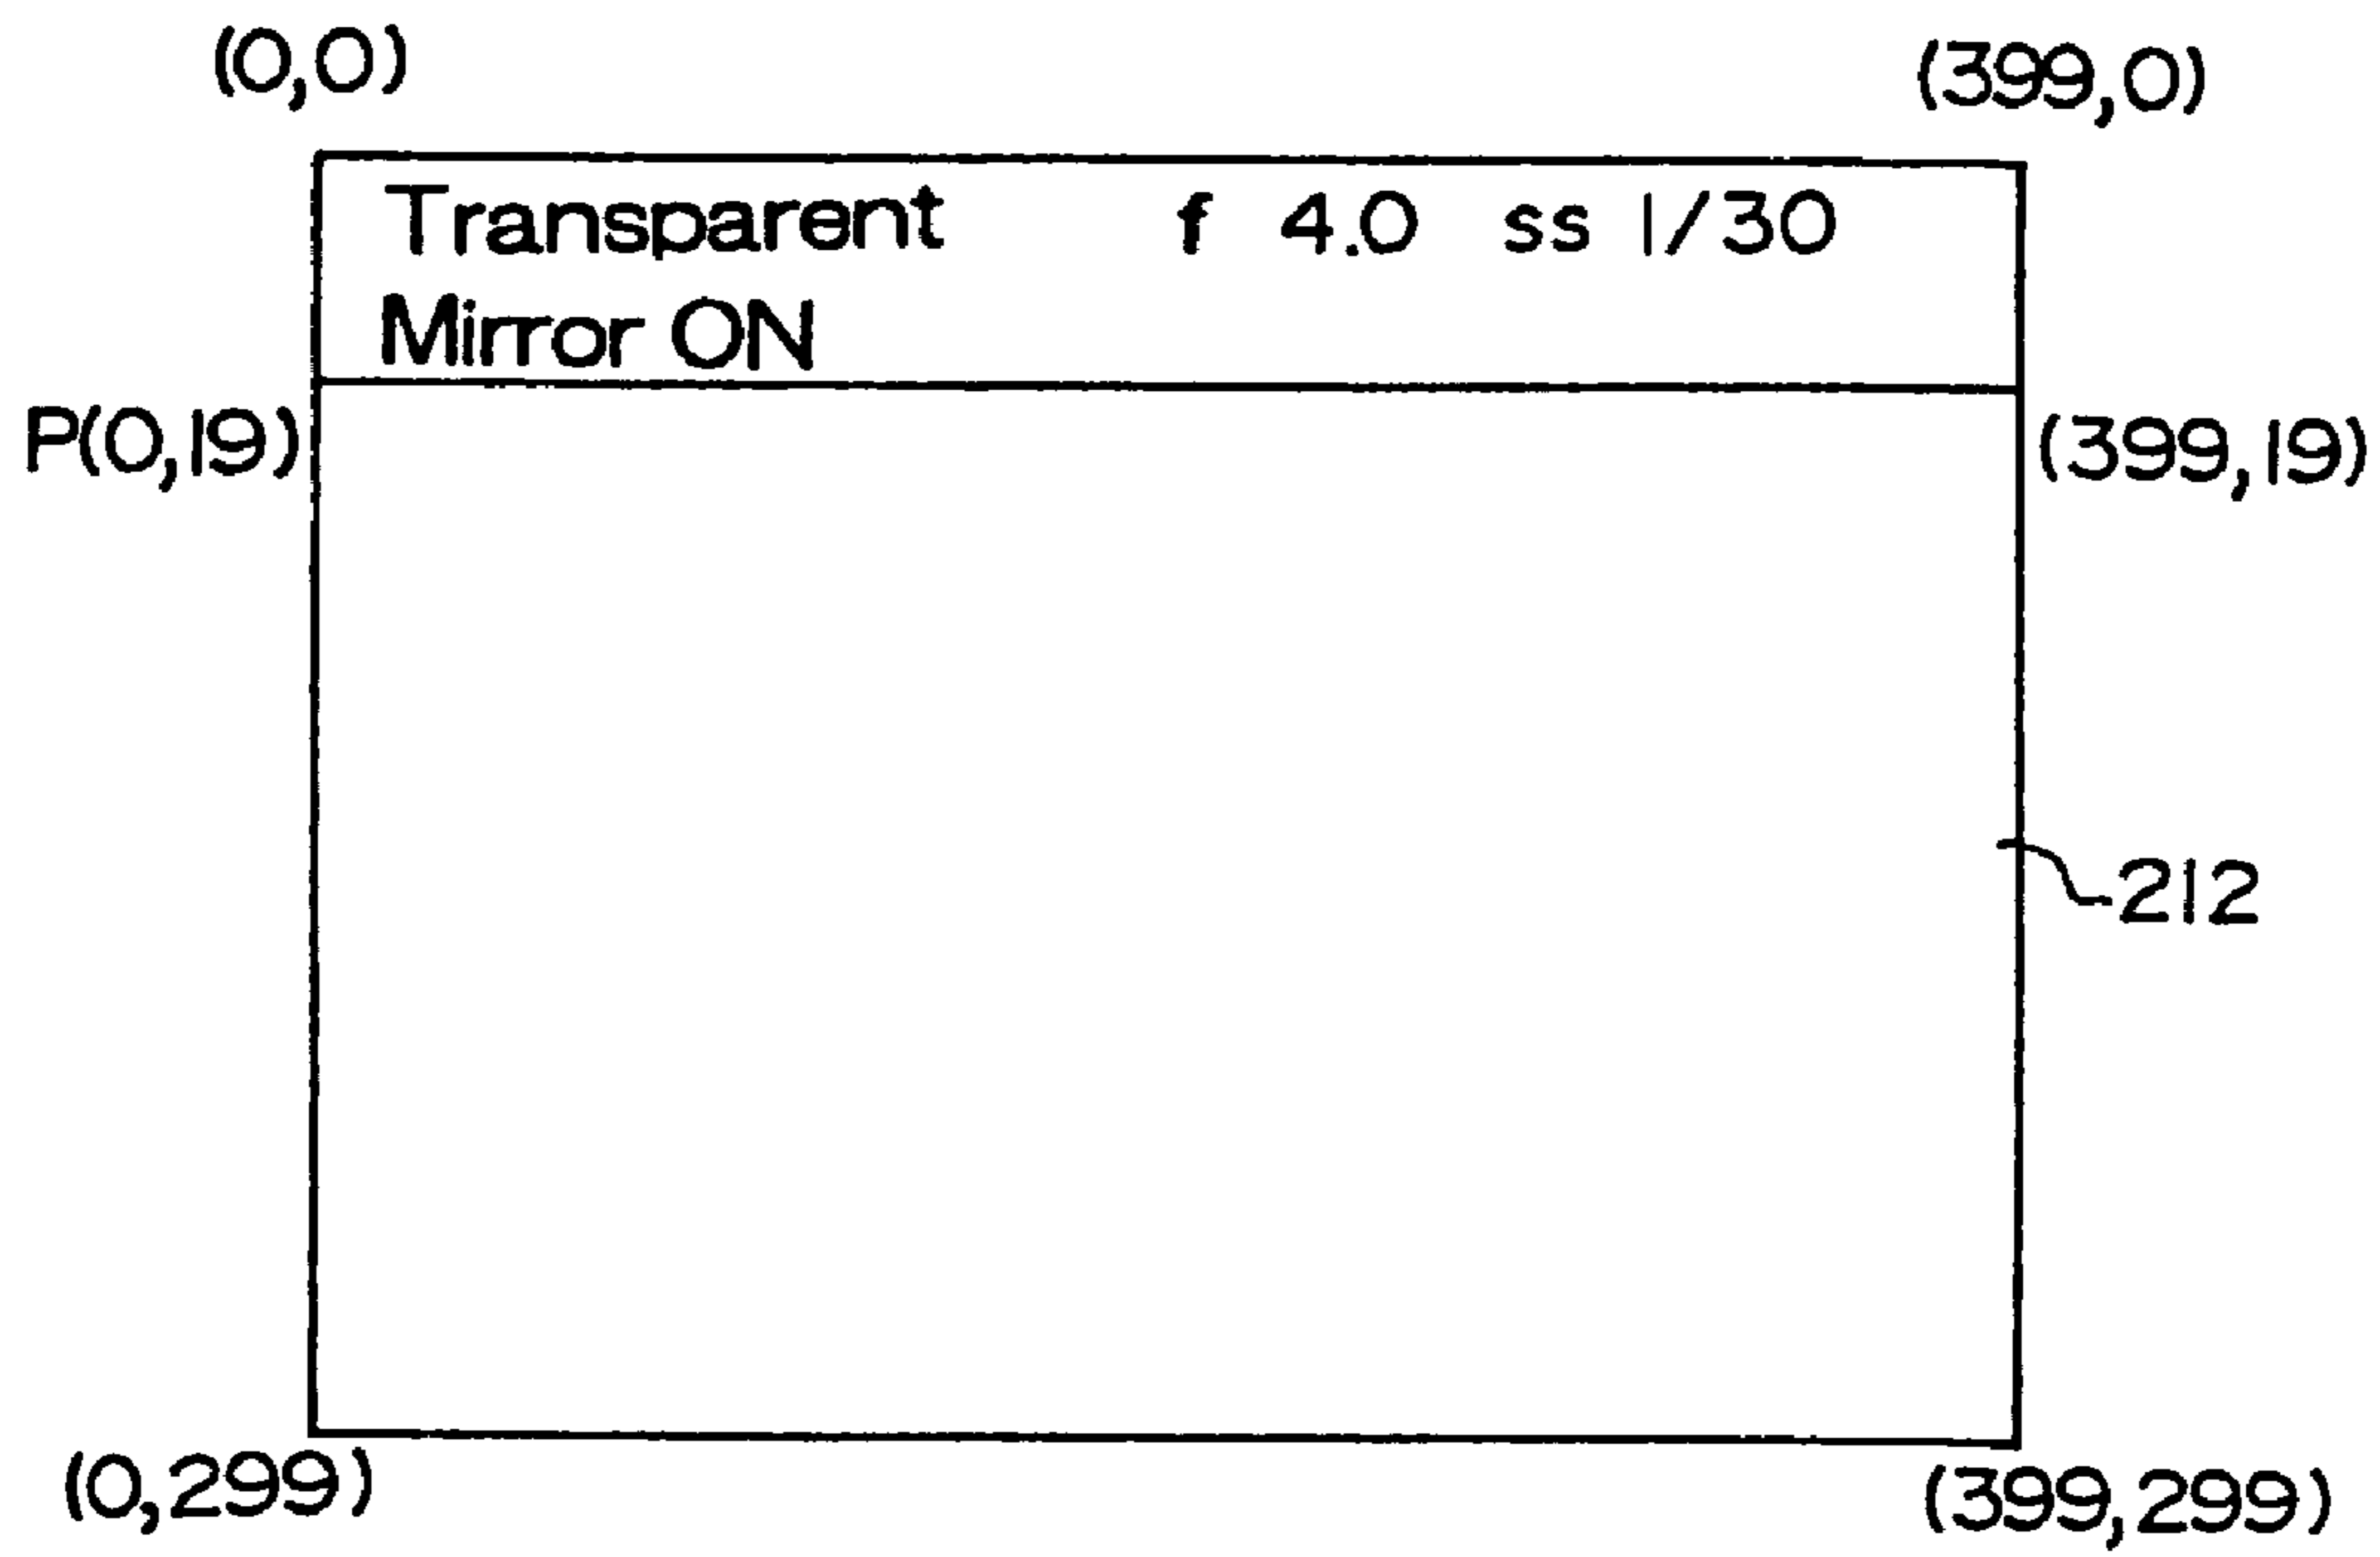 (0,0) (399,0)
Transparent f 4.0 ss 1/30
Mirror ON
P(0,19) (399,19)
212
(0,299) (399,299)